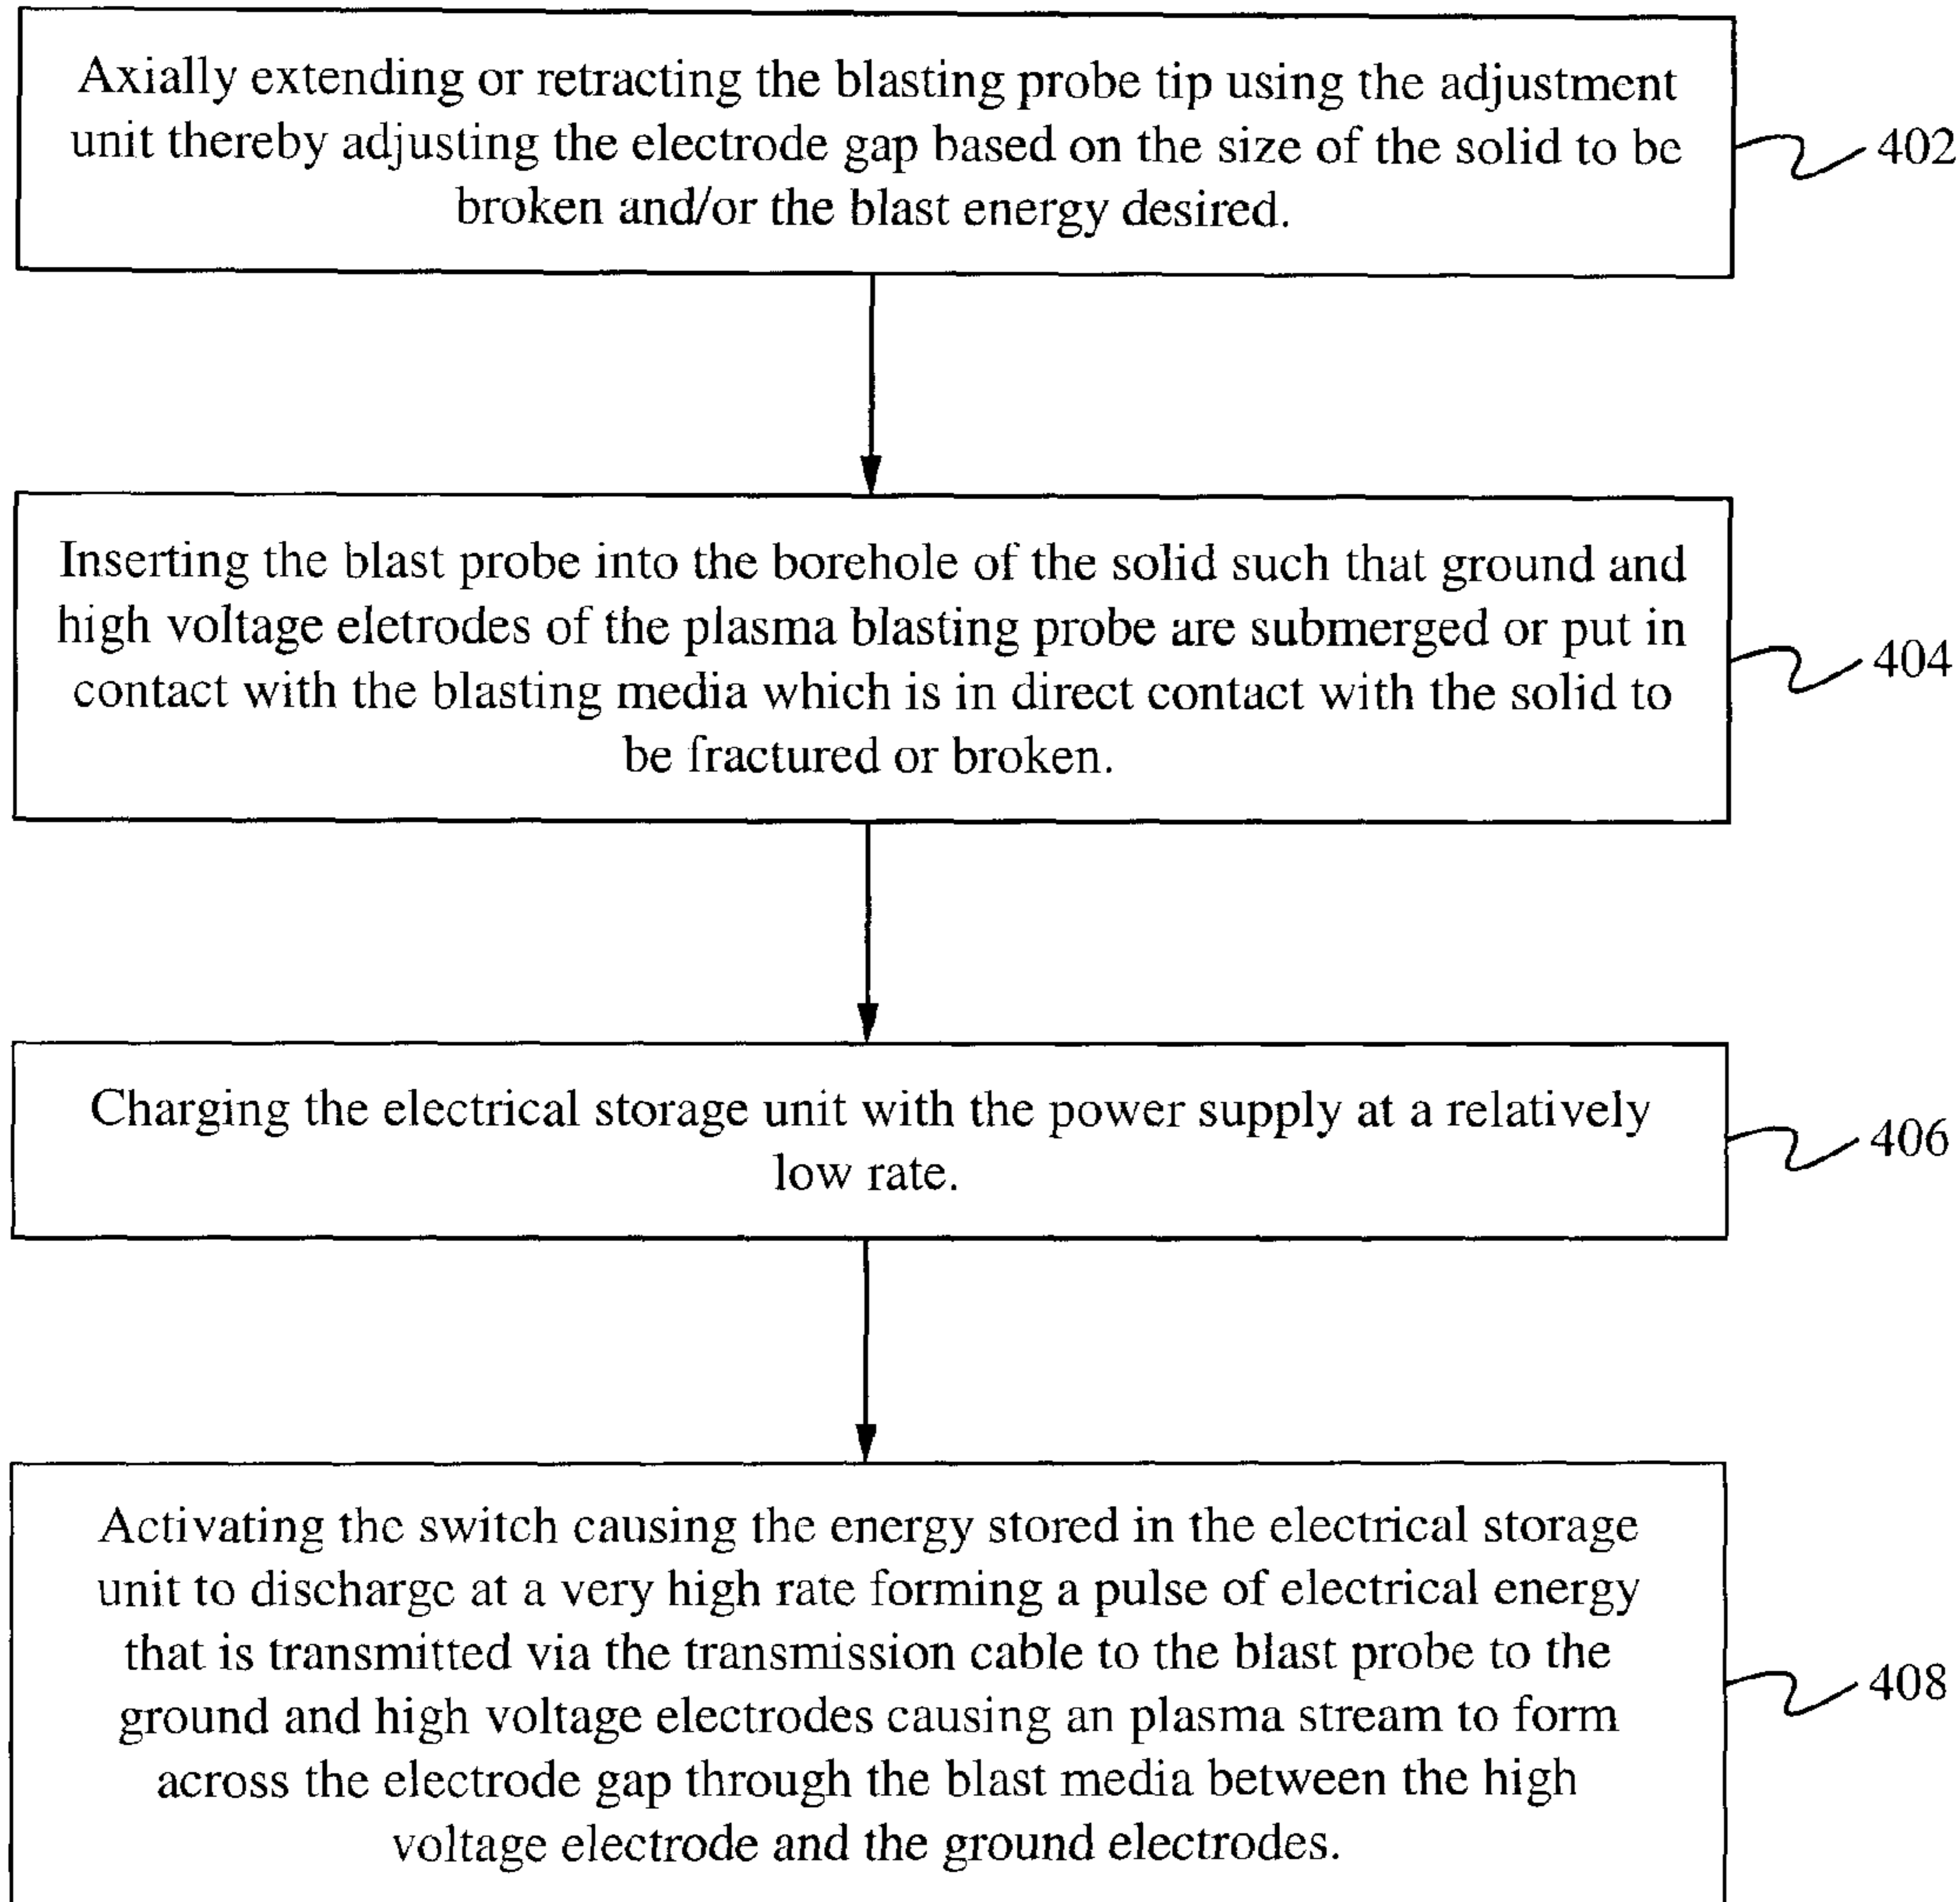 Axially extending or retracting the blasting probe tip using the adjustment
unit thereby adjusting the electrode gap based on the size of the solid to be
broken and/or the blast energy desired.
402
Inserting the blast probe into the borehole of the solid such that ground and
high voltage eletrodes of the plasma blasting probe are submerged or put in
contact with the blasting media which is in direct contact with the solid to
be fractured or broken.
404
Charging the electrical storage unit with the power supply at a relatively
low rate.
406
Activating the switch causing the energy stored in the electrical storage
unit to discharge at a very high rate forming a pulse of electrical energy
that is transmitted via the transmission cable to the blast probe to the
ground and high voltage electrodes causing an plasma stream to form
across the electrode gap through the blast media between the high
voltage electrode and the ground electrodes.
408